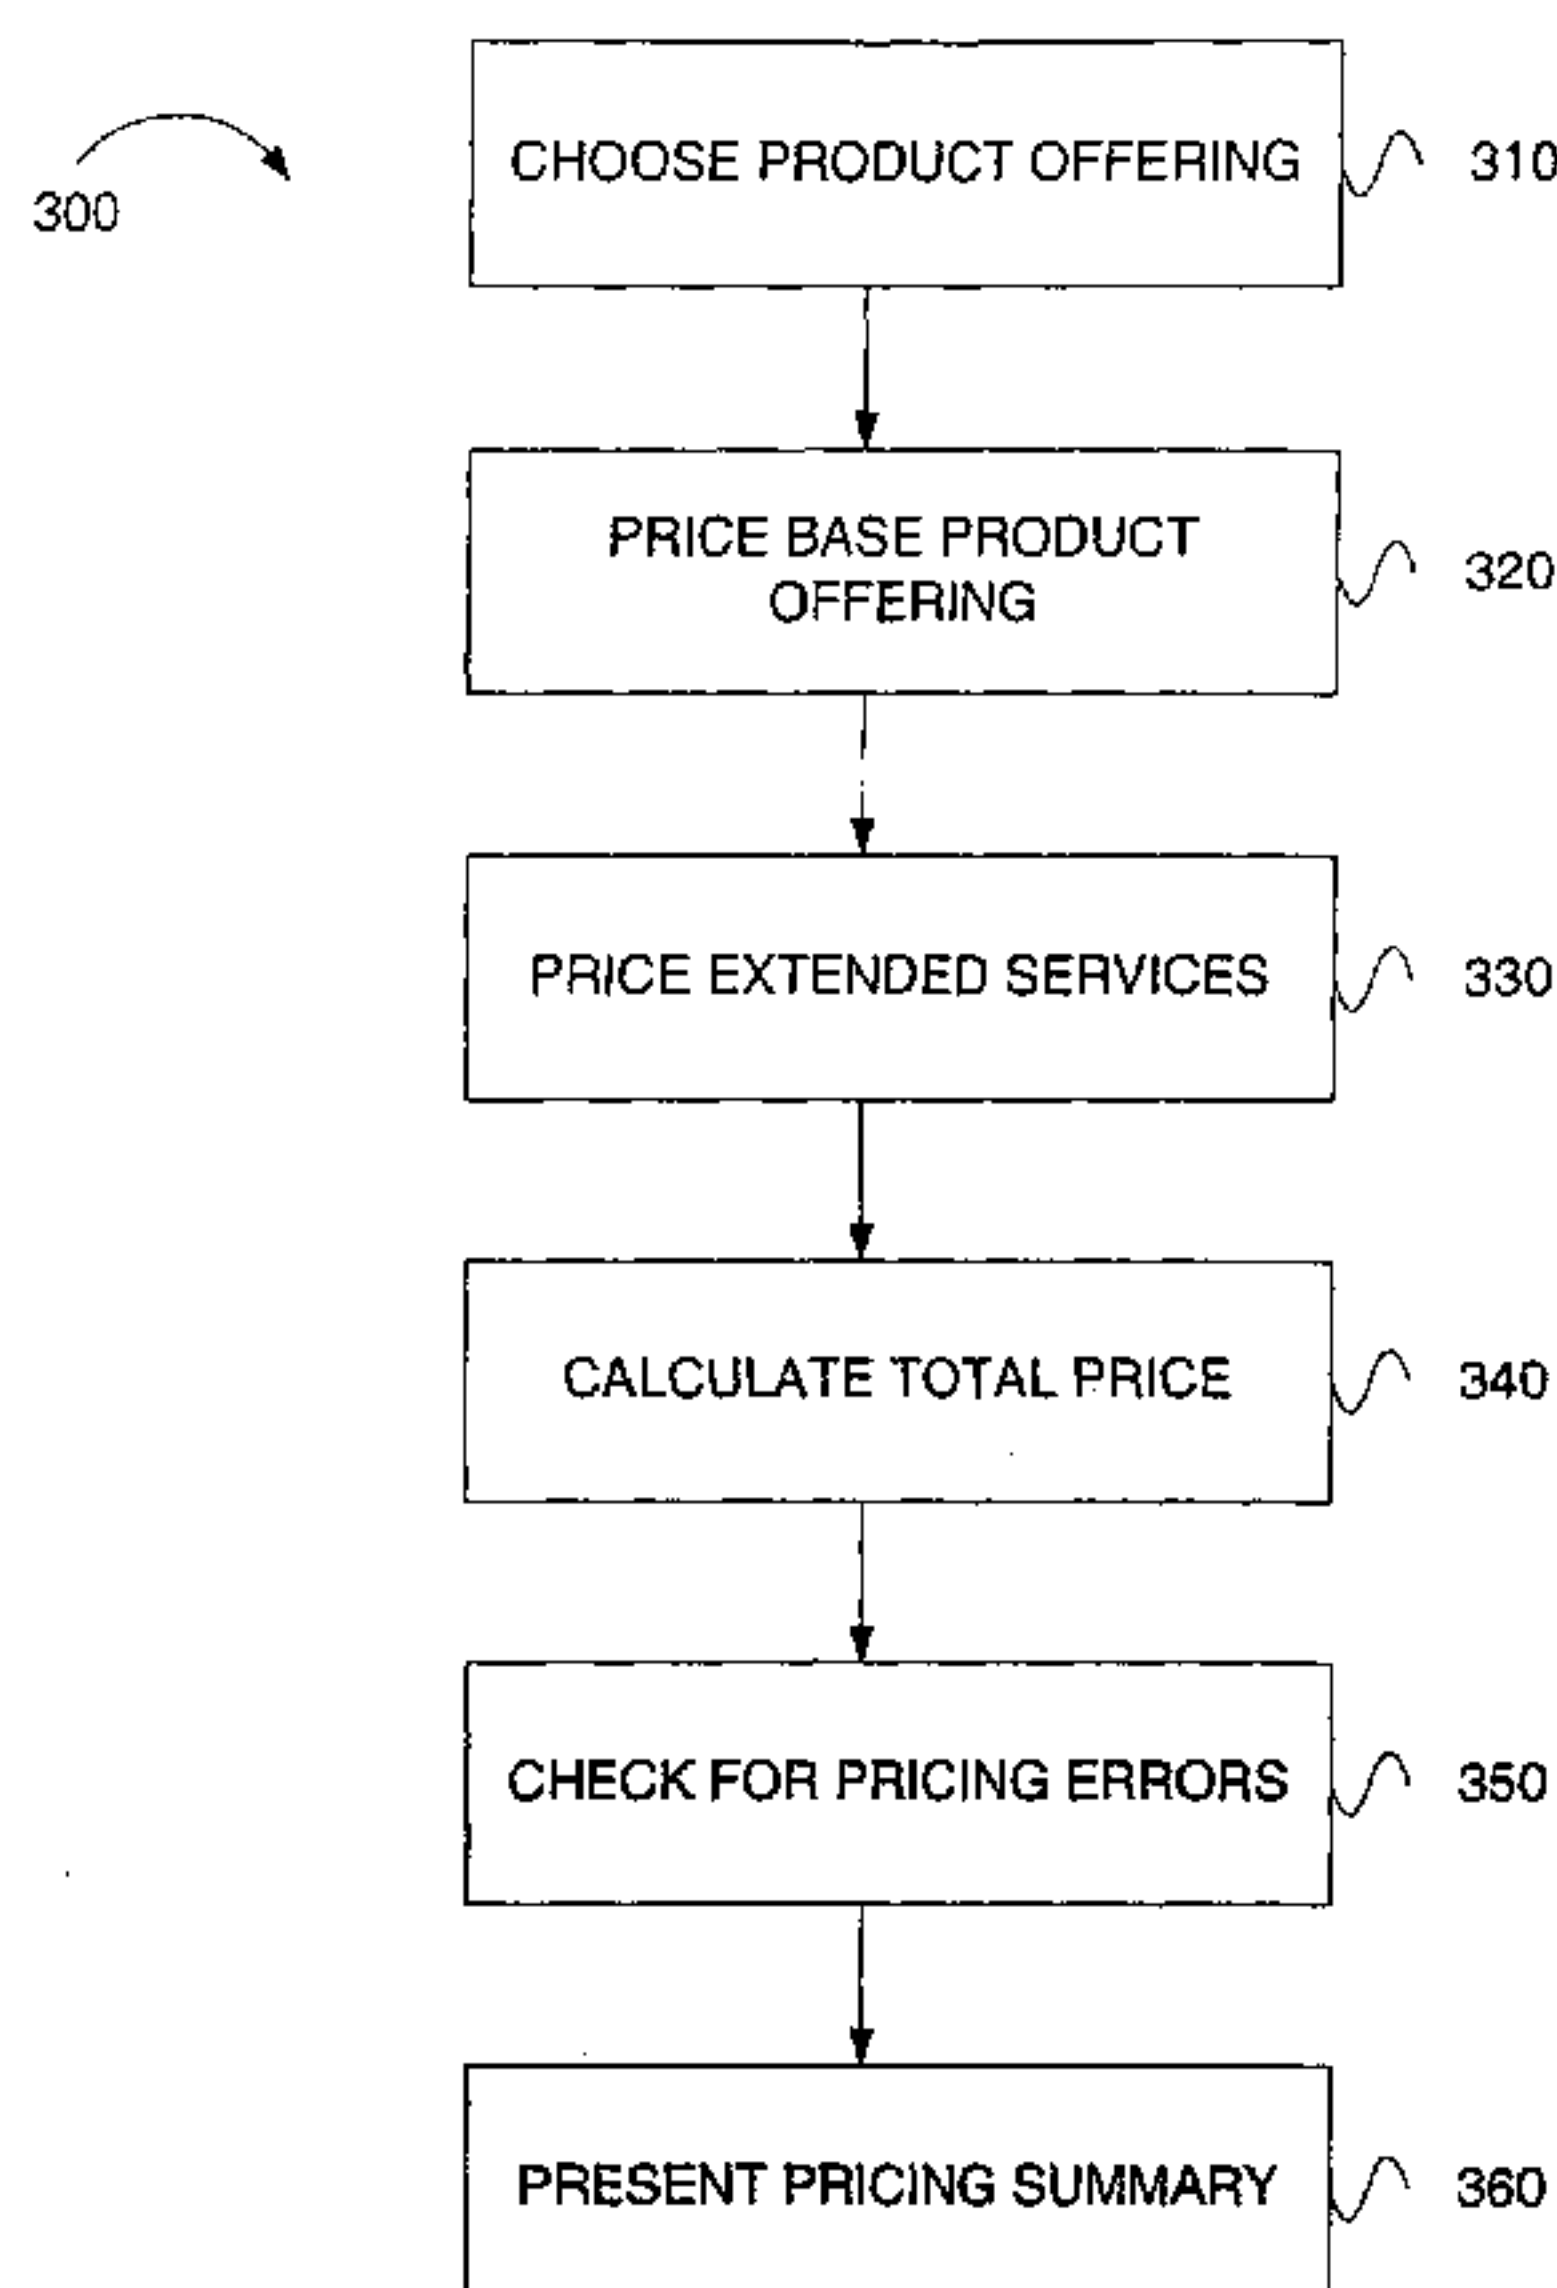 CHOOSE PRODUCT OFFERING
310
300
PRICE BASE PRODUCT
OFFERING
320
PRICE EXTENDED SERVICES
330
CALCULATE TOTAL PRICE
340
CHECK FOR PRICING ERRORS
350
PRESENT PRICING SUMMARY
360